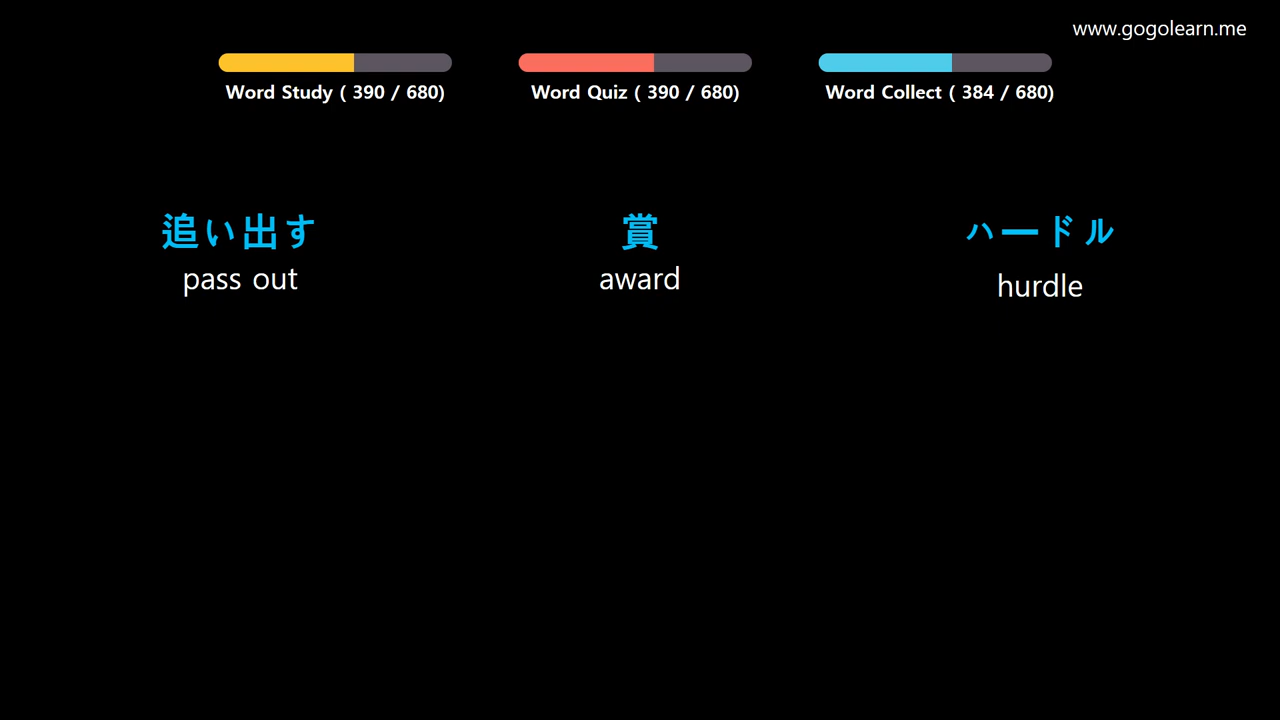 www.gogolearn.me
Word Study ( 390 / 680)
Word Quiz ( 390 / 680)
Word Collect ( 384 / 680)
追い出す
pass out
賞
award
ハードル
hurdle